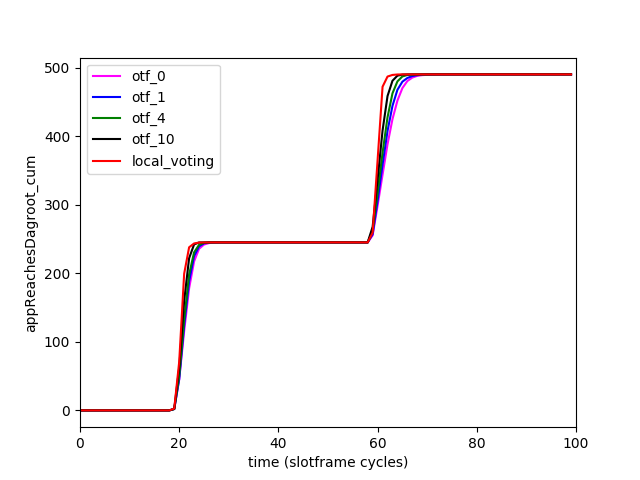 500
400
300
200
100
0
appReachesDagroot_cum
otf_0
otf_1
otf_4
otf_10
local_voting
0 20 40 60 80 100
time (slotframe cycles)